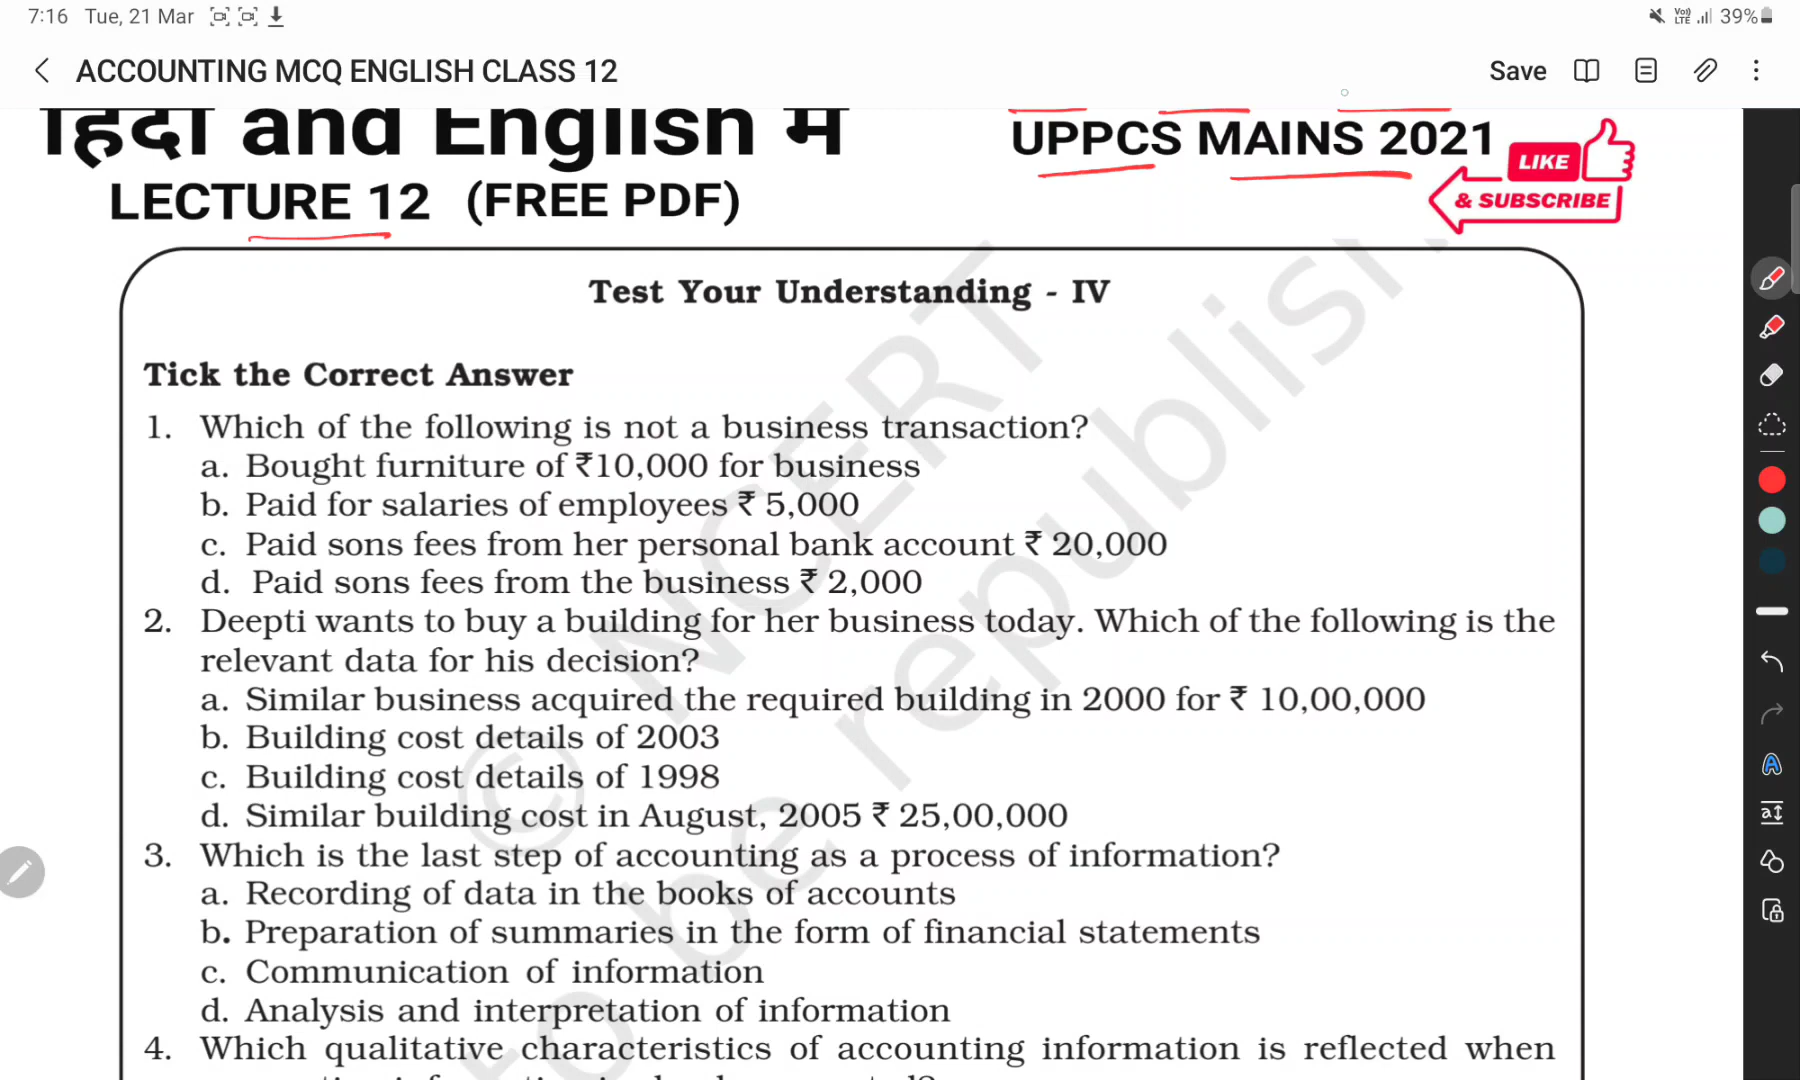 7:16 Tue, 21 Mar
Vo) LTE 39%
ACCOUNTING MCQ ENGLISH CLASS 12
Save
हिंदी and English में
UPPCS MAINS 2021
LIKE
& SUBSCRIBE
LECTURE 12 (FREE PDF)
Test Your Understanding - IV
Tick the Correct Answer
1. Which of the following is not a business transaction?
a. Bought furniture of ₹10,000 for business
b. Paid for salaries of employees ₹ 5,000
c. Paid sons fees from her personal bank account ₹ 20,000
d. Paid sons fees from the business ₹ 2,000
2. Deepti wants to buy a building for her business today. Which of the following is the
relevant data for his decision?
a. Similar business acquired the required building in 2000 for ₹ 10,00,000
b. Building cost details of 2003
c. Building cost details of 1998
d. Similar building cost in August, 2005 ₹ 25,00,000
3. Which is the last step of accounting as a process of information?
a. Recording of data in the books of accounts
b. Preparation of summaries in the form of financial statements
c. Communication of information
d. Analysis and interpretation of information
4. Which qualitative characteristics of accounting information is reflected when
© NCERT
to be republis